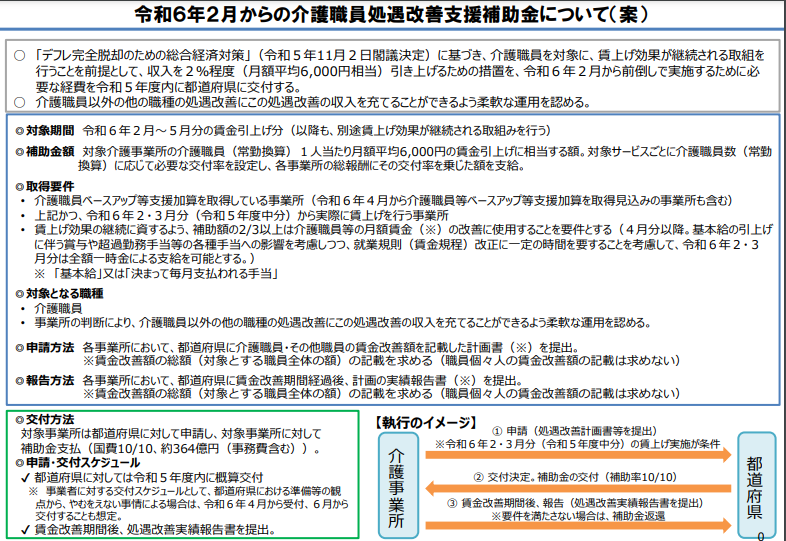 令和６年２月からの介護職員処遇改善支援補助金について（案）
○ 「デフレ完全脱却のための総合経済対策」（令和５年11月２日閣議決定）に基づき、介護職員を対象に、賃上げ効果が継続される取組を
行うことを前提として、収入を２％程度（月額平均6,000円相当）引き上げるための措置を、令和６年２月から前倒しで実施するために必
要な経費を令和５年度内に都道府県に交付する。
○ 介護職員以外の他の職種の処遇改善にこの処遇改善の収入を充てることができるよう柔軟な運用を認める。
◎対象期間 令和６年２月～５月分の賃金引上げ分（以降も、別途賃上げ効果が継続される取組みを行う）
◎補助金額 対象介護事業所の介護職員（常勤換算）１人当たり月額平均6,000円の賃金引上げに相当する額。対象サービスごとに介護職員数（常勤
換算）に応じて必要な交付率を設定し、各事業所の総報酬にその交付率を乗じた額を支給。
◎取得要件
・ 介護職員ベースアップ等支援加算を取得している事業所（令和６年４月から介護職員等ベースアップ等支援加算を取得見込みの事業所も含む）
・ 上記かつ、令和６年２・３月分（令和５年度中分）から実際に賃上げを行う事業所
・ 賃上げ効果の継続に資するよう、補助額の2/3以上は介護職員等の月額賃金（※）の改善に使用することを要件とする（４月分以降。基本給の引上げ
に伴う賞与や超過勤務手当等の各種手当への影響を考慮しつつ、就業規則（賃金規程）改正に一定の時間を要することを考慮して、令和６年２・３
月分は全額一時金による支給を可能とする。）
※ 「基本給」又は「決まって毎月支払われる手当」
◎対象となる職種
・ 介護職員
・ 事業所の判断により、介護職員以外の他の職種の処遇改善にこの処遇改善の収入を充てることができるよう柔軟な運用を認める。
◎申請方法 各事業所において、都道府県に介護職員・その他職員の賃金改善額を記載した計画書（※）を提出。
※賃金改善額の総額（対象とする職員全体の額）の記載を求める（職員個々人の賃金改善額の記載は求めない）
◎報告方法 各事業所において、都道府県に賃金改善期間経過後、計画の実績報告書（※）を提出。
※賃金改善額の総額（対象とする職員全体の額）の記載を求める（職員個々人の賃金改善額の記載は求めない）
◎交付方法
対象事業所は都道府県に対して申請し、対象事業所に対して
補助金支払（国費10/10、約364億円（事務費含む））。
◎申請・交付スケジュール
✓ 都道府県に対しては令和５年度内に概算交付
※ 事業者に対する交付スケジュールとして、都道府県における準備等の観
点から、やむをえない事情による場合は、令和６年４月から受付、６月から
交付することも想定。
✓ 賃金改善期間後、処遇改善実績報告書を提出。
【執行のイメージ】
介護事業所
① 申請（処遇改善計画書等を提出）
※令和６年２・３月分（令和５年度中分）の賃上げ実施が条件
② 交付決定。補助金の交付（補助率10/10）
③ 賃金改善期間後、報告（処遇改善実績報告書を提出）
※要件を満たさない場合は、補助金返還
都道府県
0